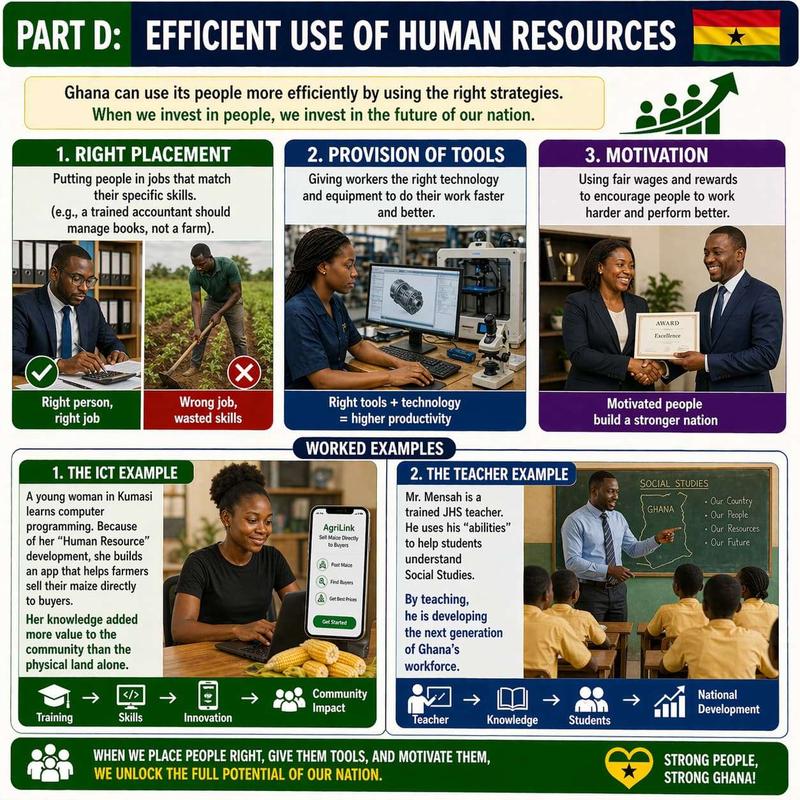 PART D: EFFICIENT USE OF HUMAN RESOURCES
Ghana can use its people more efficiently by using the right strategies.
When we invest in people, we invest in the future of our nation.
1. RIGHT PLACEMENT
Putting people in jobs that match
their specific skills.
(e.g., a trained accountant should
manage books, not a farm).
Right person,
right job
Wrong job,
wasted skills
2. PROVISION OF TOOLS
Giving workers the right technology
and equipment to do their work faster
and better.
Right tools + technology
= higher productivity
3. MOTIVATION
Using fair wages and rewards
to encourage people to work
harder and perform better.
AWARD
Excellence
Motivated people
build a stronger nation
WORKED EXAMPLES
1. THE ICT EXAMPLE
A young woman in Kumasi
learns computer
programming. Because
of her “Human Resource”
development, she builds
an app that helps farmers
sell their maize directly
to buyers.
Her knowledge added
more value to the
community than the
physical land alone.
AgriLink
Sell Maize Directly
to Buyers
Post Maize
Find Buyers
Get Best Prices
Get Started
Training
Skills
Innovation
Community
Impact
2. THE TEACHER EXAMPLE
Mr. Mensah is a
trained JHS teacher.
He uses his “abilities”
to help students
understand
Social Studies.
By teaching,
he is developing
the next generation
of Ghana’s
workforce.
SOCIAL STUDIES
GHANA
• Our Country
• Our People
• Our Resources
• Our Future
Teacher
Knowledge
Students
National
Development
WHEN WE PLACE PEOPLE RIGHT, GIVE THEM TOOLS, AND MOTIVATE THEM,
WE UNLOCK THE FULL POTENTIAL OF OUR NATION.
STRONG PEOPLE,
STRONG GHANA!